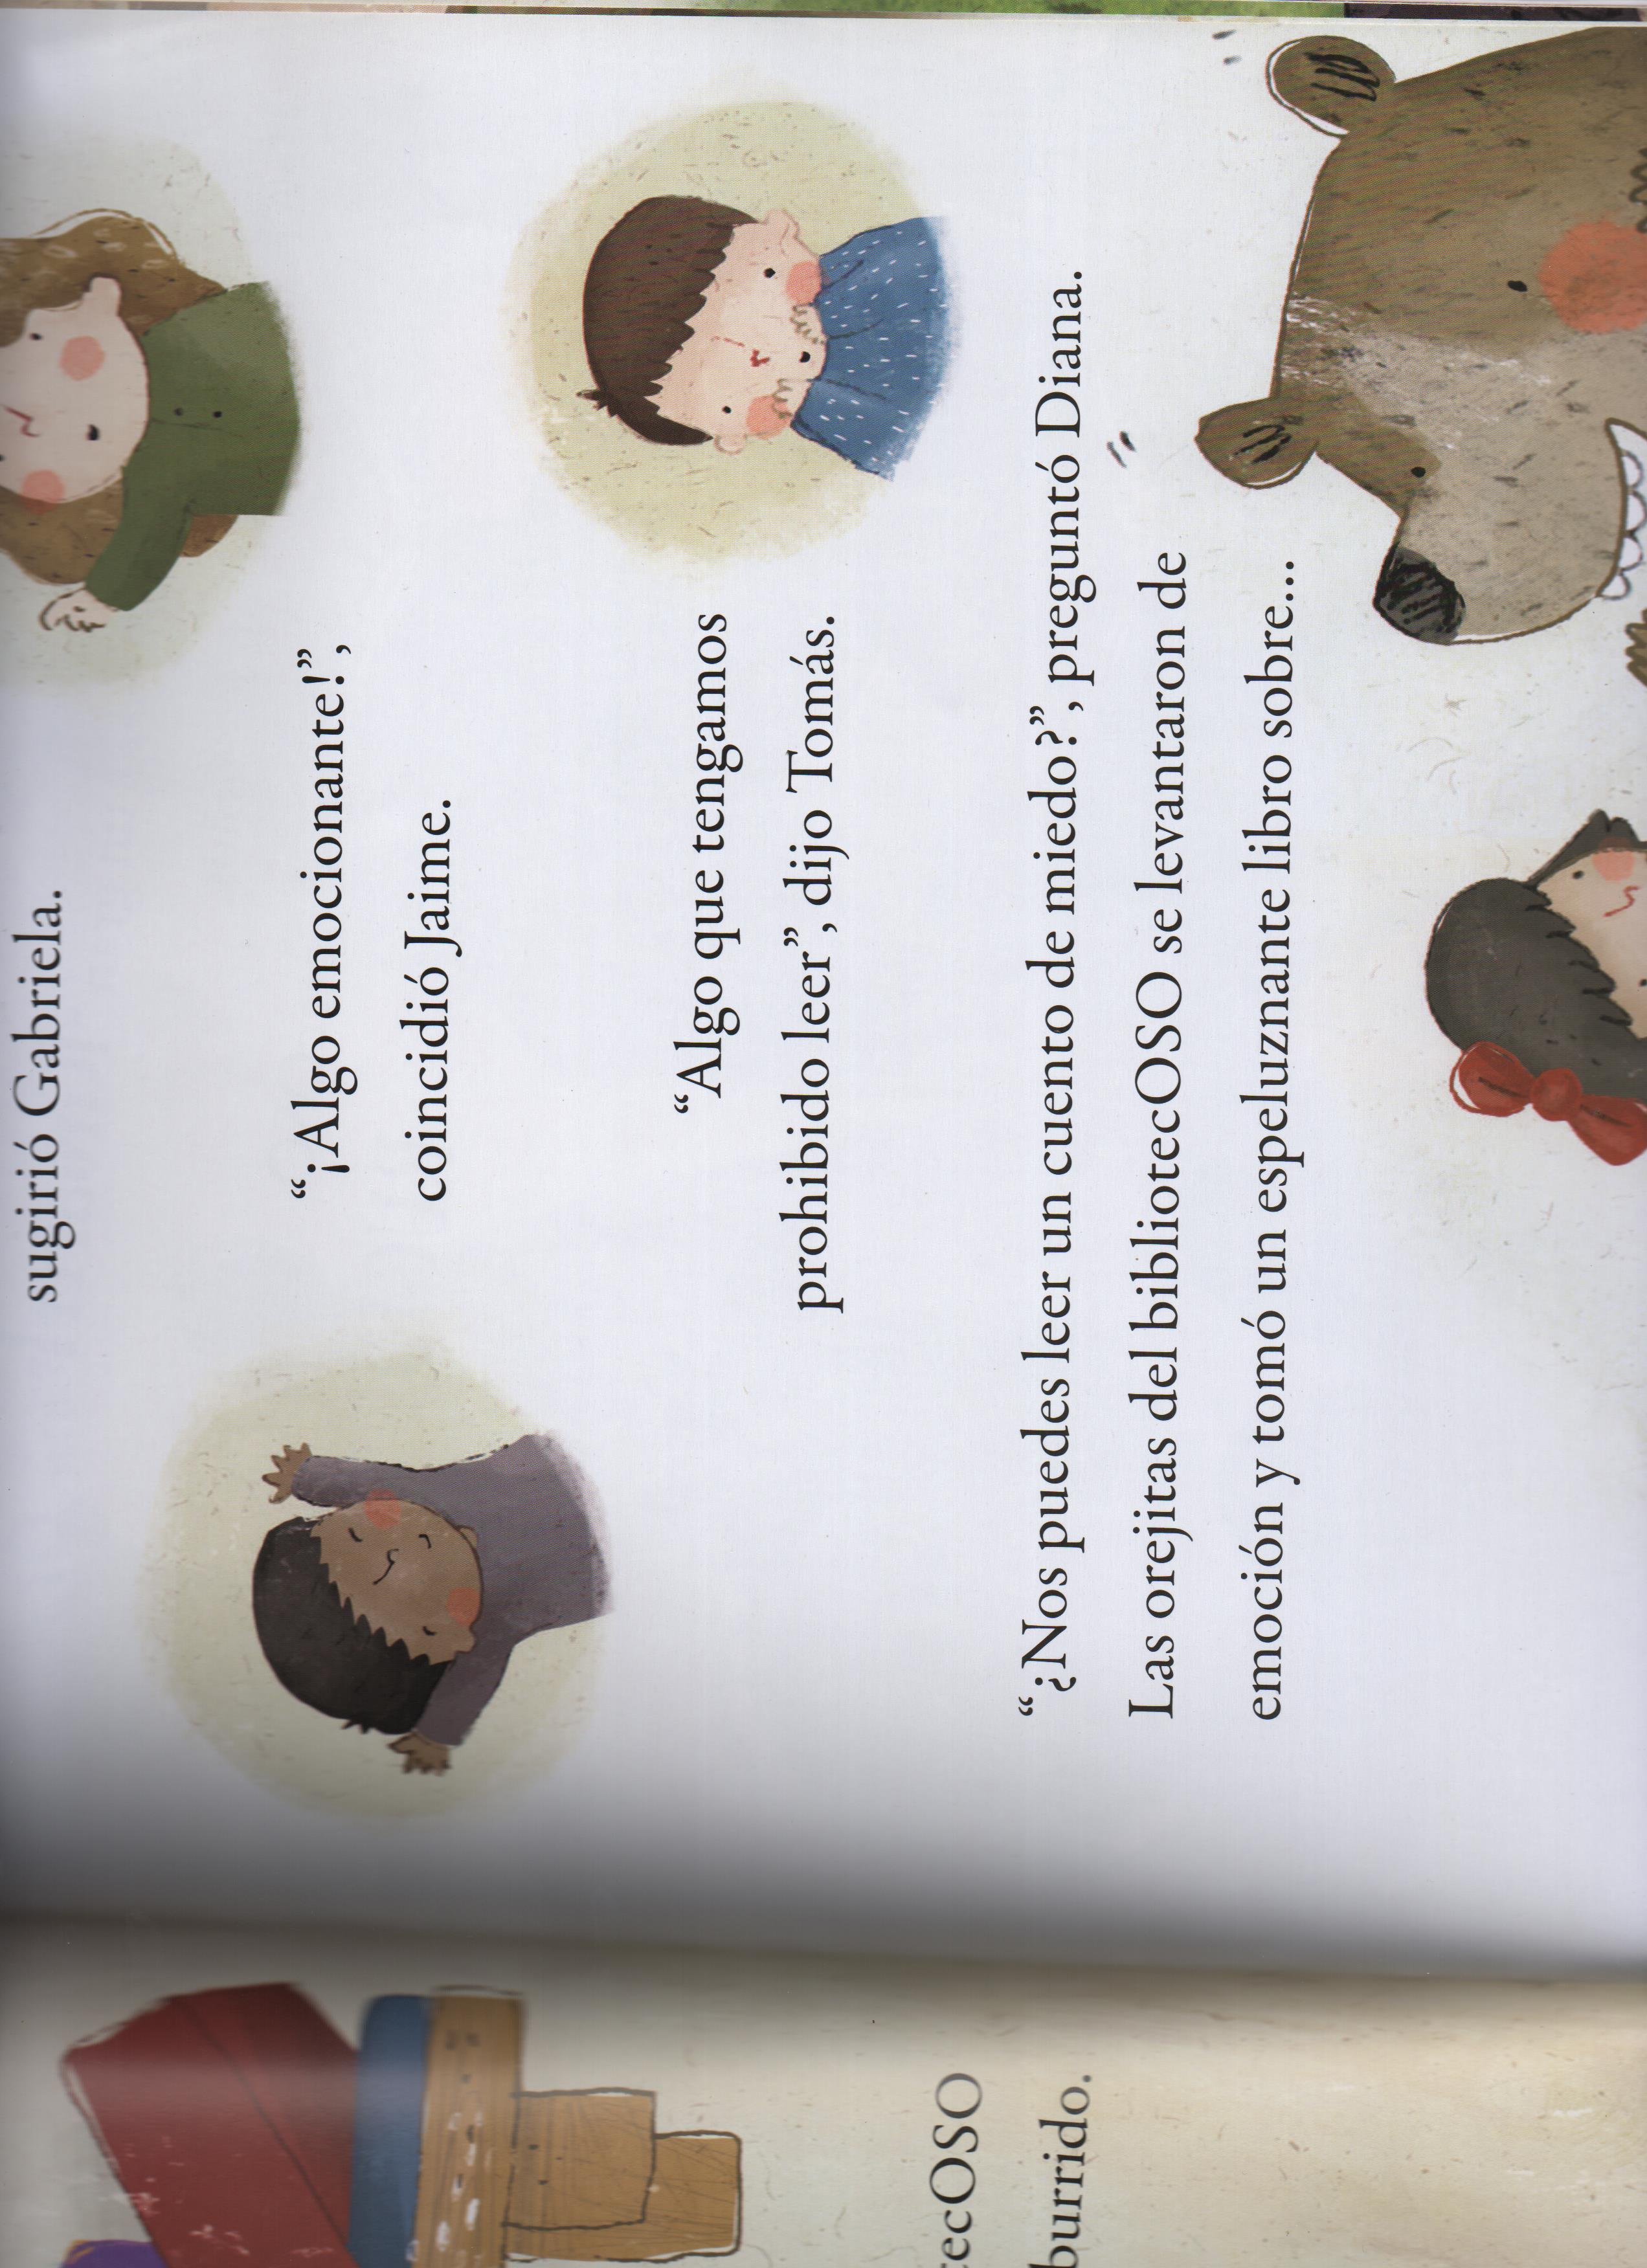 tecOSO
burrido.
sugirió Gabriela.
“¡Algo emocionante!”,
coincidió Jaime.
“Algo que tengamos
prohibido leer”, dijo Tomás.
“¿Nos puedes leer un cuento de miedo?”, preguntó Diana.
Las orejitas del bibliotecOSO se levantaron de
emoción y tomó un espeluznante libro sobre...